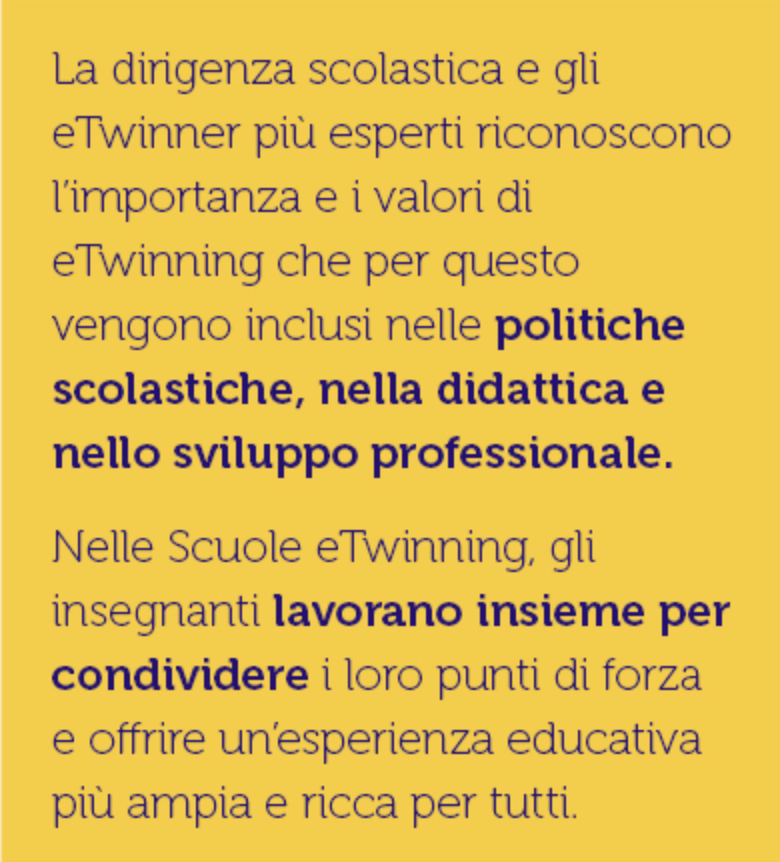 La dirigenza scolastica e gli
eTwinner più esperti riconoscono
l’importanza e i valori di
eTwinning che per questo
vengono inclusi nelle politiche
scolastiche, nella didattica e
nello sviluppo professionale.
Nelle Scuole eTwinning, gli
insegnanti lavorano insieme per
condividere i loro punti di forza
e offrire un’esperienza educativa
più ampia e ricca per tutti.